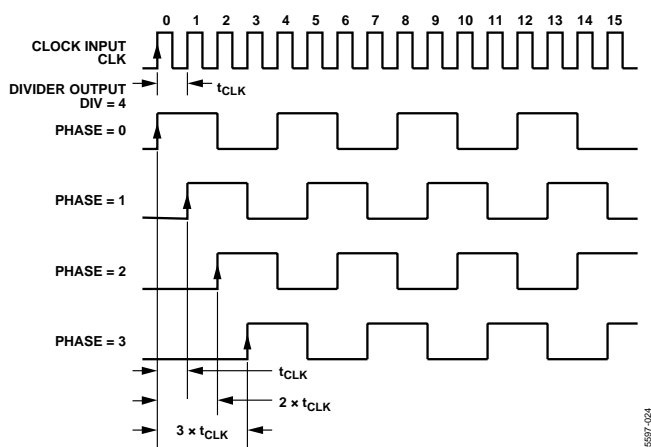 0 1 2 3 4 5 6 7 8 9 10 11 12 13 14 15
CLOCK INPUT
CLK
tCLK
DIVIDER OUTPUT
DIV = 4
PHASE = 0
PHASE = 1
PHASE = 2
PHASE = 3
tCLK
2 × tCLK
3 × tCLK
5597-024